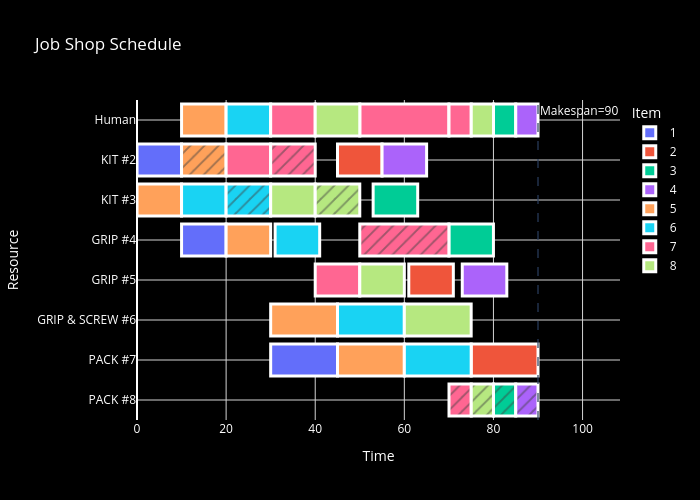 Job Shop Schedule
Makespan=90
Item
1
2
3
4
5
6
7
8
Resource
Human
KIT #2
KIT #3
GRIP #4
GRIP #5
GRIP & SCREW #6
PACK #7
PACK #8
0 20 40 60 80 100
Time